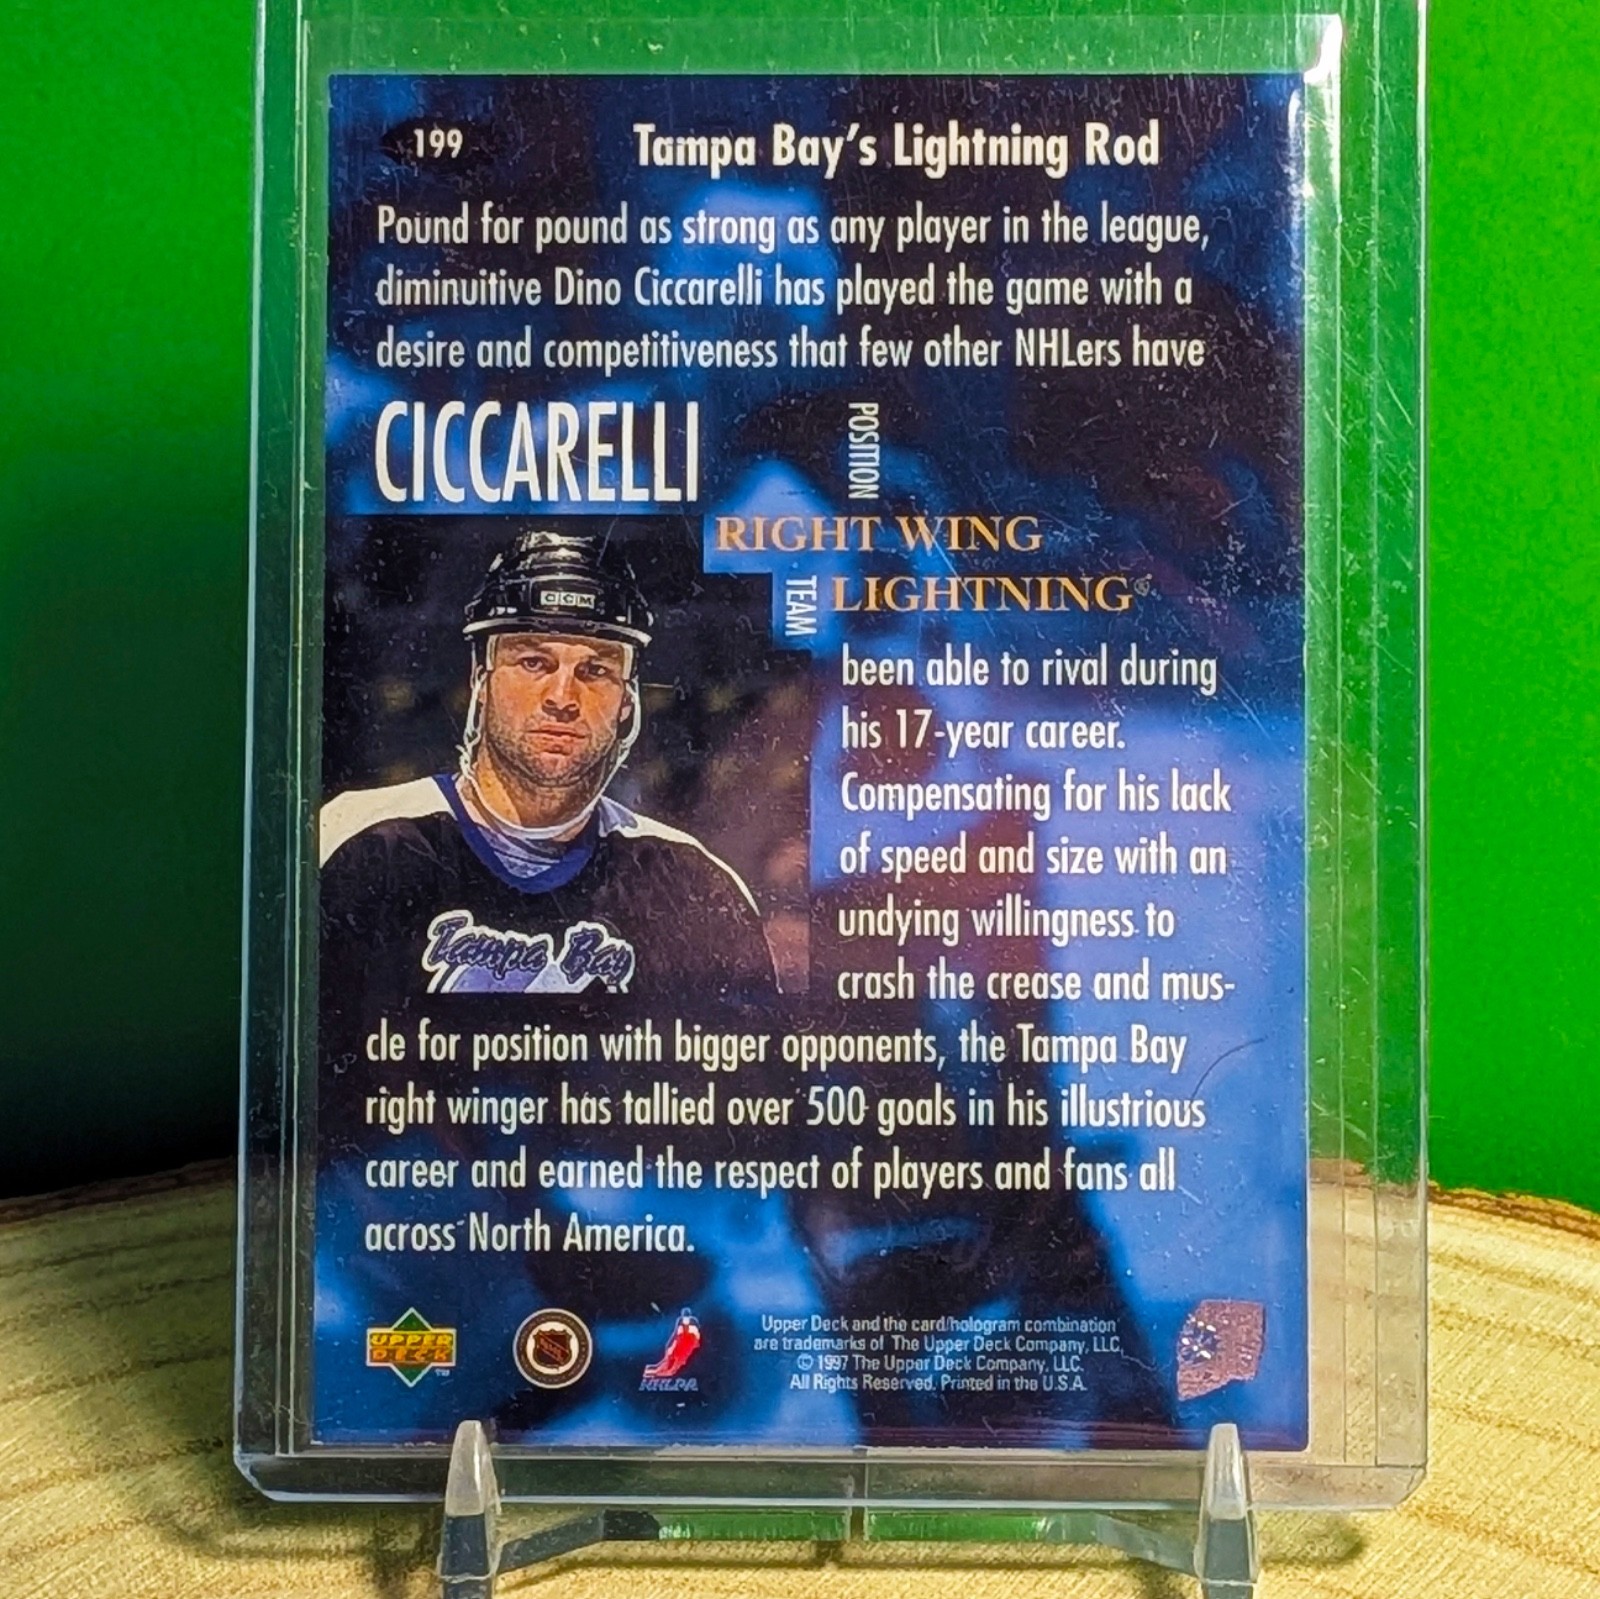 199
Tampa Bay's Lightning Rod
Pound for pound as strong as any player in the league,
diminuitive Dino Ciccarelli has played the game with a
desire and competitiveness that few other NHLers have
CICCARELLI
POSITION
RIGHT WING
TEAM
LIGHTNING®
CCM
Tampa Bay
been able to rival during
his 17-year career.
Compensating for his lack
of speed and size with an
undying willingness to
crash the crease and mus-
cle for position with bigger opponents, the Tampa Bay
right winger has tallied over 500 goals in his illustrious
career and earned the respect of players and fans all
across North America.
UPPER
DECK
TM
NHL
NHLPA
Upper Deck and the card/hologram combination
are trademarks of The Upper Deck Company, LLC.
© 1997 The Upper Deck Company, LLC.
All Rights Reserved. Printed in the U.S.A.